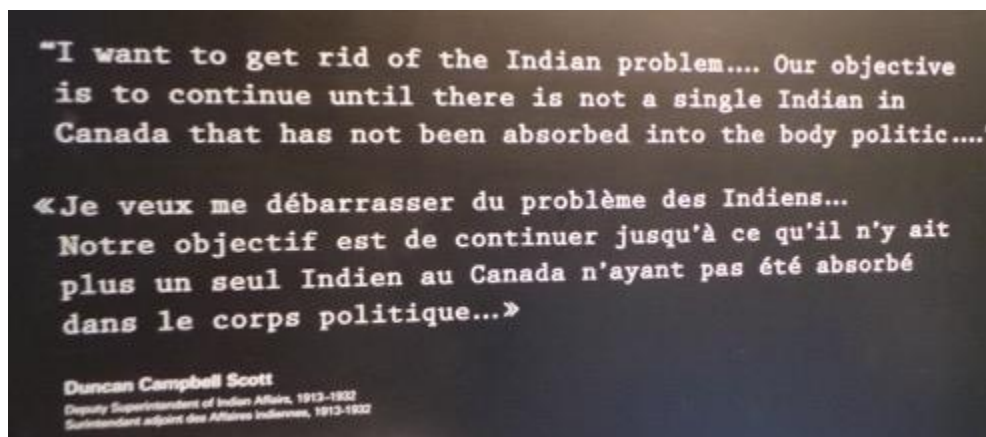 "I want to get rid of the Indian problem.... Our objective
is to continue until there is not a single Indian in
Canada that has not been absorbed into the body politic...."
«Je veux me débarrasser du problème des Indiens...
Notre objectif est de continuer jusqu'à ce qu'il n'y ait
plus un seul Indien au Canada n'ayant pas été absorbé
dans le corps politique...»
Duncan Campbell Scott
Deputy Superintendent of Indian Affairs, 1913-1932
Surintendant adjoint des Affaires indiennes, 1913-1932